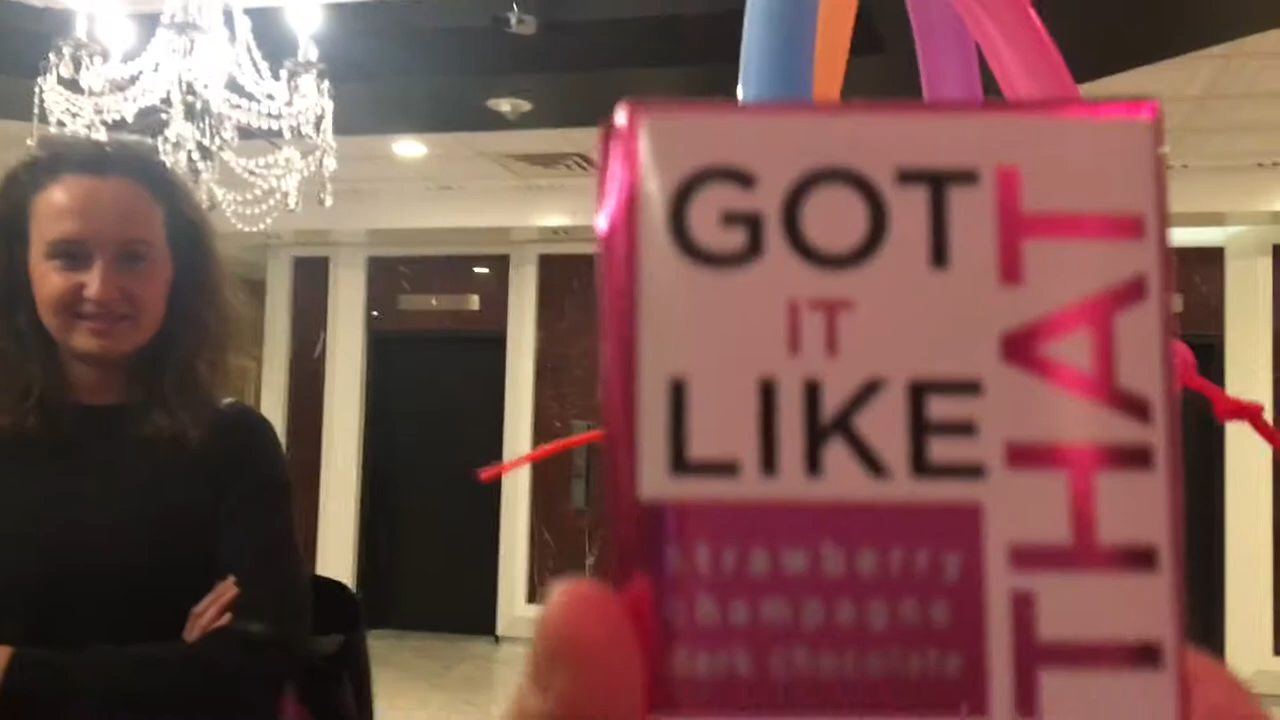 GOT
IT
LIKE
THAT
strawberry
champagne
dark chocolate